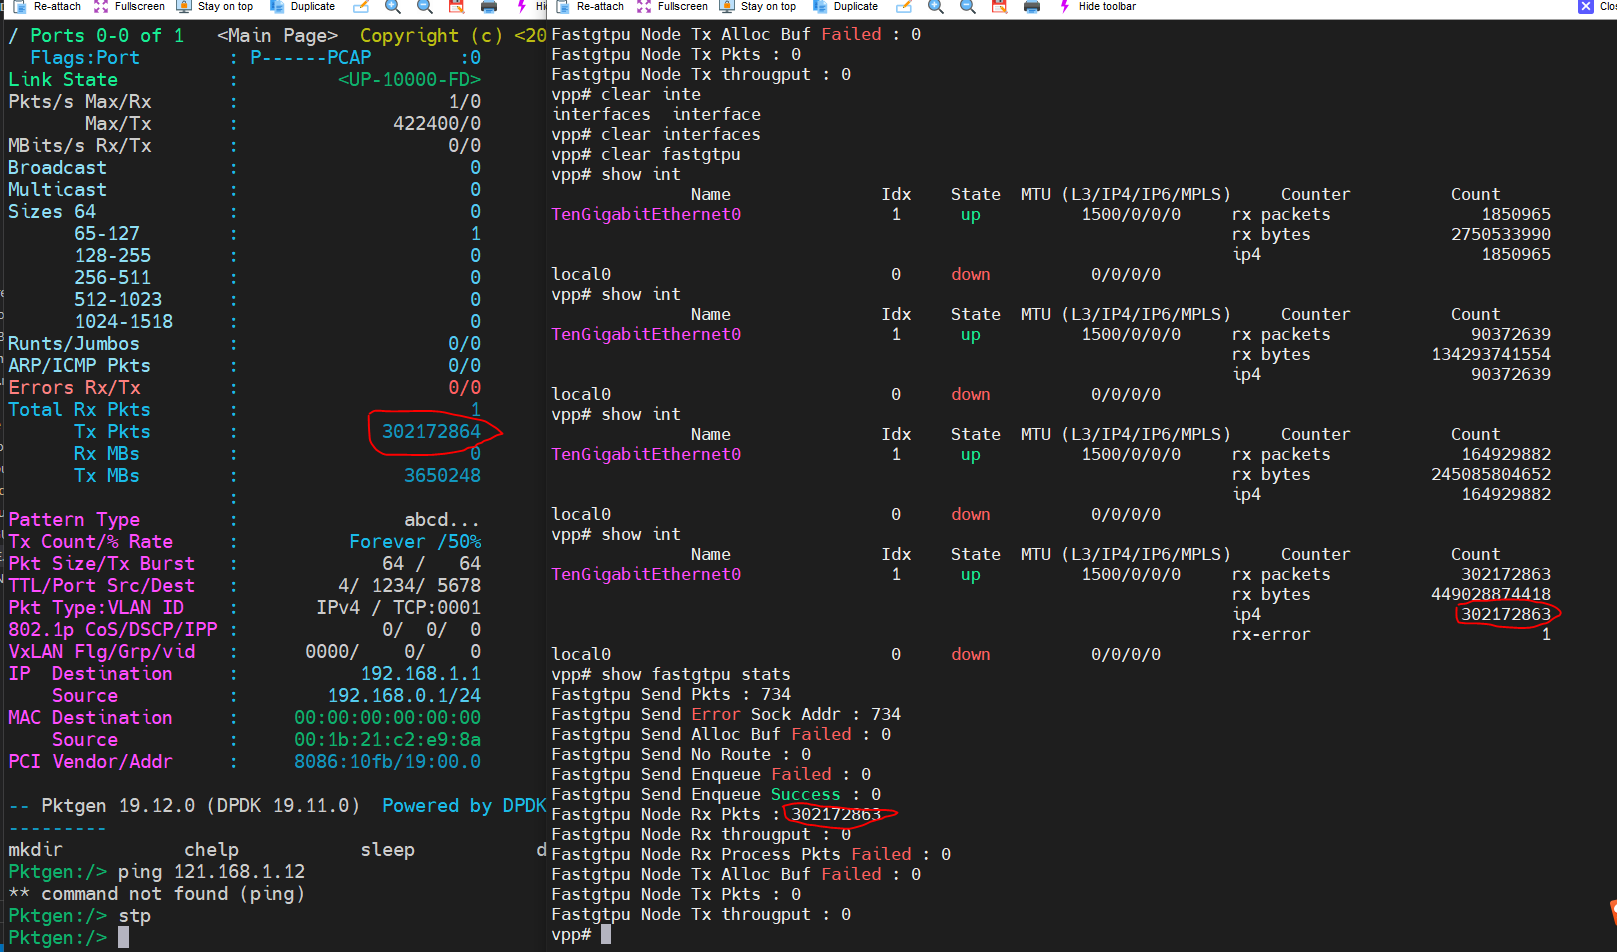 Re-attach Fullscreen Stay on top Duplicate
/ Ports 0-0 of 1 <Main Page> Copyright (c) <20
Flags:Port : P------PCAP :0
Link State : <UP-10000-FD>
Pkts/s Max/Rx : 1/0
Max/Tx : 422400/0
MBits/s Rx/Tx : 0/0
Broadcast : 0
Multicast : 0
Sizes 64 : 0
65-127 : 1
128-255 : 0
256-511 : 0
512-1023 : 0
1024-1518 : 0
Runts/Jumbos : 0/0
ARP/ICMP Pkts : 0/0
Errors Rx/Tx : 0/0
Total Rx Pkts : 1
Tx Pkts : 302172864
Rx MBs : 0
Tx MBs : 3650248
:
Pattern Type : abcd...
Tx Count/% Rate : Forever /50%
Pkt Size/Tx Burst : 64 / 64
TTL/Port Src/Dest : 4/ 1234/ 5678
Pkt Type:VLAN ID : IPv4 / TCP:0001
802.1p CoS/DSCP/IPP : 0/ 0/ 0
VxLAN Flg/Grp/vid : 0000/ 0/ 0
IP Destination : 192.168.1.1
Source : 192.168.0.1/24
MAC Destination : 00:00:00:00:00:00
Source : 00:1b:21:c2:e9:8a
PCI Vendor/Addr : 8086:10fb/19:00.0
-- Pktgen 19.12.0 (DPDK 19.11.0) Powered by DPDK
---------
mkdir chelp sleep d
Pktgen:/> ping 121.168.1.12
** command not found (ping)
Pktgen:/> stp
Pktgen:/>
Re-attach Fullscreen Stay on top Duplicate Hide toolbar Clos
Fastgtpu Node Tx Alloc Buf Failed : 0
Fastgtpu Node Tx Pkts : 0
Fastgtpu Node Tx througput : 0
vpp# clear inte
interfaces interface
vpp# clear interfaces
vpp# clear fastgtpu
vpp# show int
Name Idx State MTU (L3/IP4/IP6/MPLS) Counter Count
TenGigabitEthernet0 1 up 1500/0/0/0 rx packets 1850965
rx bytes 2750533990
ip4 1850965
local0 0 down 0/0/0/0
vpp# show int
Name Idx State MTU (L3/IP4/IP6/MPLS) Counter Count
TenGigabitEthernet0 1 up 1500/0/0/0 rx packets 90372639
rx bytes 134293741554
ip4 90372639
local0 0 down 0/0/0/0
vpp# show int
Name Idx State MTU (L3/IP4/IP6/MPLS) Counter Count
TenGigabitEthernet0 1 up 1500/0/0/0 rx packets 164929882
rx bytes 245085804652
ip4 164929882
local0 0 down 0/0/0/0
vpp# show int
Name Idx State MTU (L3/IP4/IP6/MPLS) Counter Count
TenGigabitEthernet0 1 up 1500/0/0/0 rx packets 302172863
rx bytes 449028874418
ip4 302172863
rx-error 1
local0 0 down 0/0/0/0
vpp# show fastgtpu stats
Fastgtpu Send Pkts : 734
Fastgtpu Send Error Sock Addr : 734
Fastgtpu Send Alloc Buf Failed : 0
Fastgtpu Send No Route : 0
Fastgtpu Send Enqueue Failed : 0
Fastgtpu Send Enqueue Success : 0
Fastgtpu Node Rx Pkts : 302172863
Fastgtpu Node Rx througput : 0
Fastgtpu Node Rx Process Pkts Failed : 0
Fastgtpu Node Tx Alloc Buf Failed : 0
Fastgtpu Node Tx Pkts : 0
Fastgtpu Node Tx througput : 0
vpp#